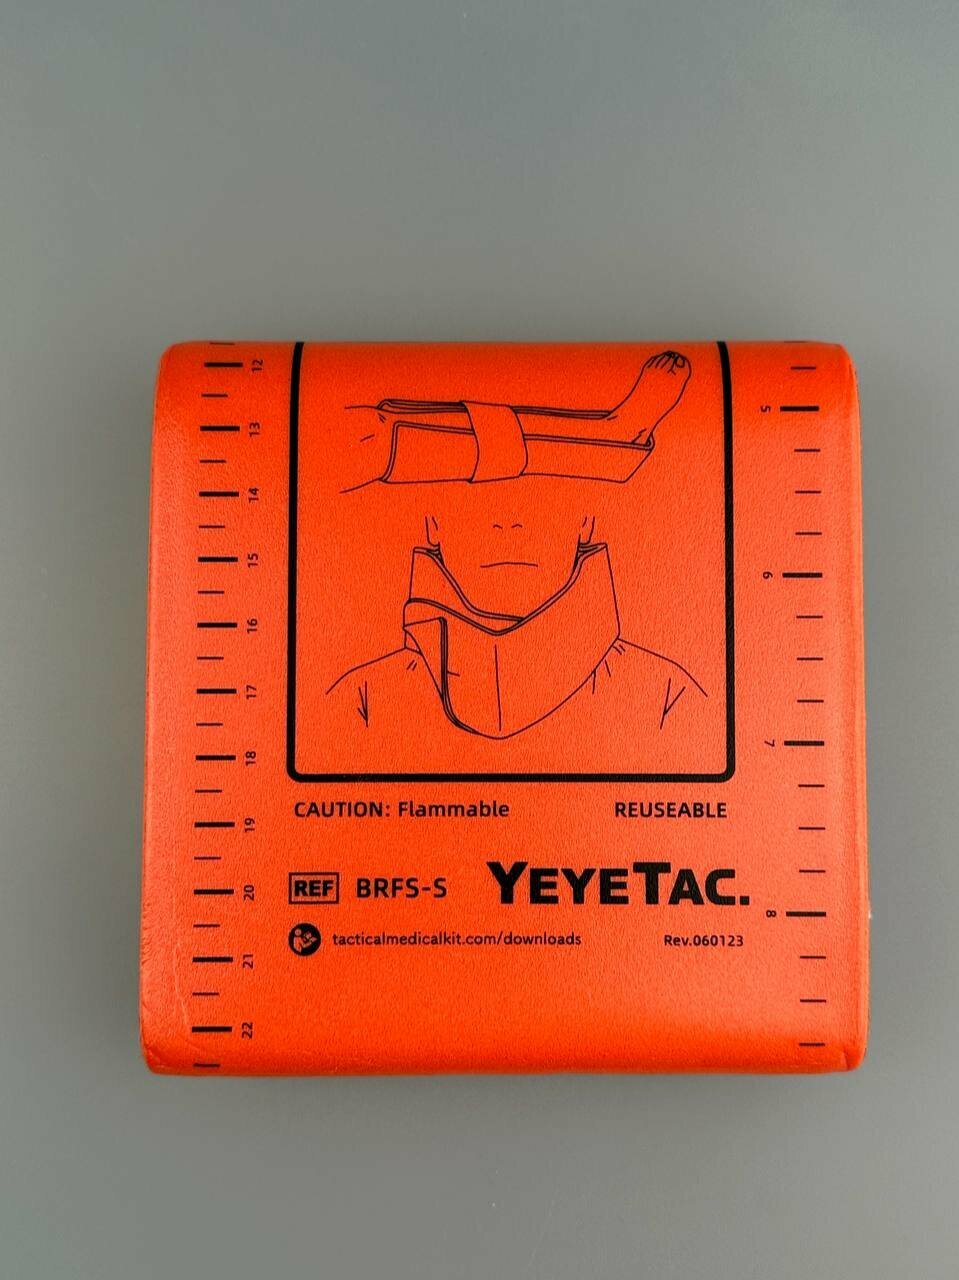 12
13
14
15
16
17
18
19
20
21
22
5
6
7
8
CAUTION: Flammable
REUSEABLE
REF BRFS-S
YEYETAC.
tacticalmedicalkit.com/downloads
Rev.060123